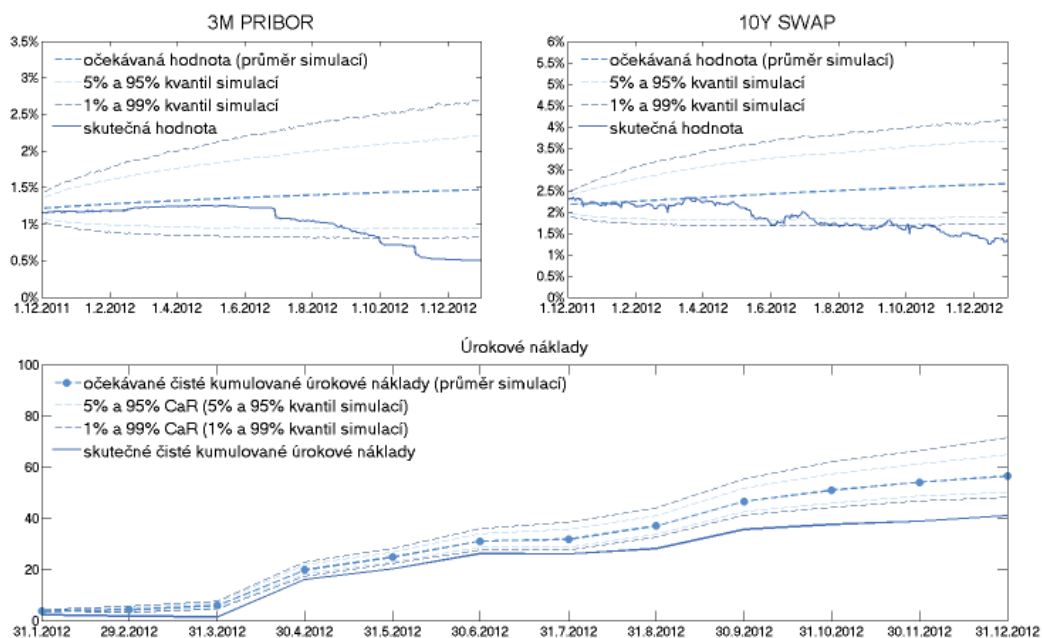 3M PRIBOR
3.5%
3%
2.5%
2%
1.5%
1%
0.5%
0%
očekávaná hodnota (průměr simulací)
5% a 95% kvantil simulací
1% a 99% kvantil simulací
skutečná hodnota
1.12.2011 1.2.2012 1.4.2012 1.6.2012 1.8.2012 1.10.2012 1.12.2012
10Y SWAP
6%
5.5%
5%
4.5%
4%
3.5%
3%
2.5%
2%
1.5%
1%
0.5%
0%
očekávaná hodnota (průměr simulací)
5% a 95% kvantil simulací
1% a 99% kvantil simulací
skutečná hodnota
1.12.2011 1.2.2012 1.4.2012 1.6.2012 1.8.2012 1.10.2012 1.12.2012
Úrokové náklady
100
80
60
40
20
0
očekávané čisté kumulované úrokové náklady (průměr simulací)
5% a 95% CaR (5% a 95% kvantil simulací)
1% a 99% CaR (1% a 99% kvantil simulací)
skutečné čisté kumulované úrokové náklady
31.1.2012 29.2.2012 31.3.2012 30.4.2012 31.5.2012 30.6.2012 31.7.2012 31.8.2012 30.9.2012 31.10.2012 30.11.2012 31.12.2012